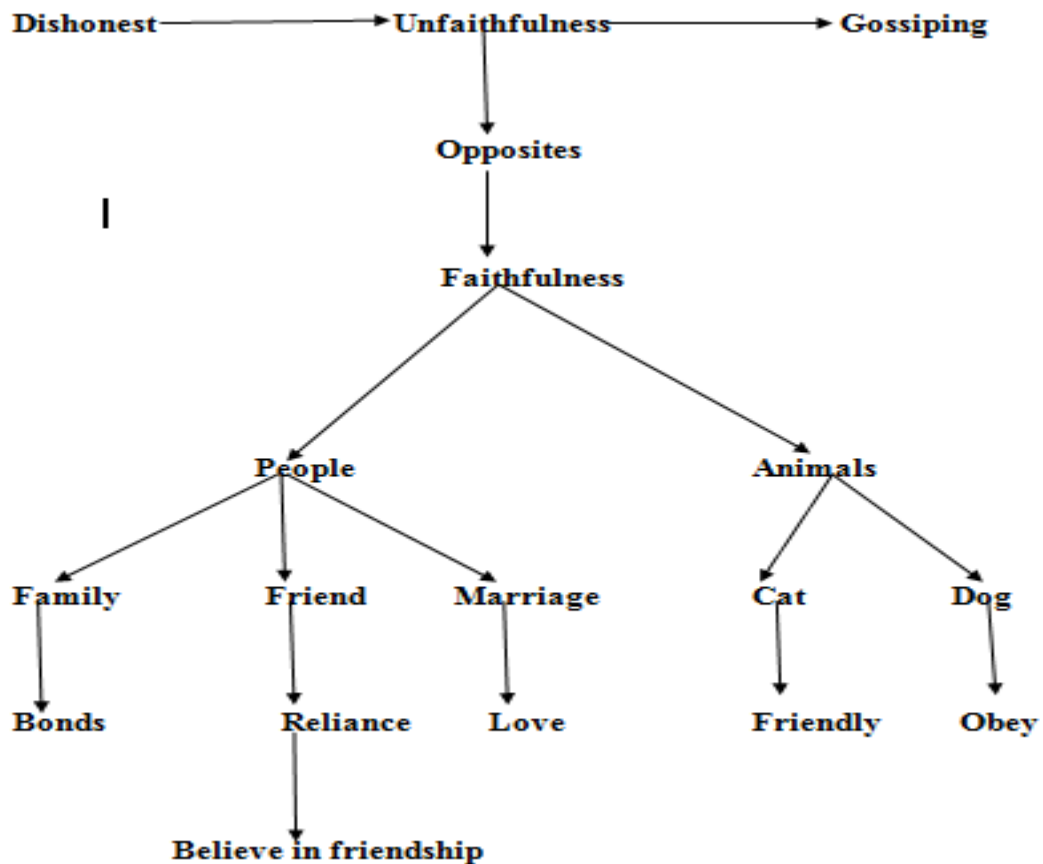 Dishonest Unfaithfulness Gossiping
Opposites
Faithfulness
People Animals
Family Friend Marriage Cat Dog
Bonds Reliance Love Friendly Obey
Believe in friendship